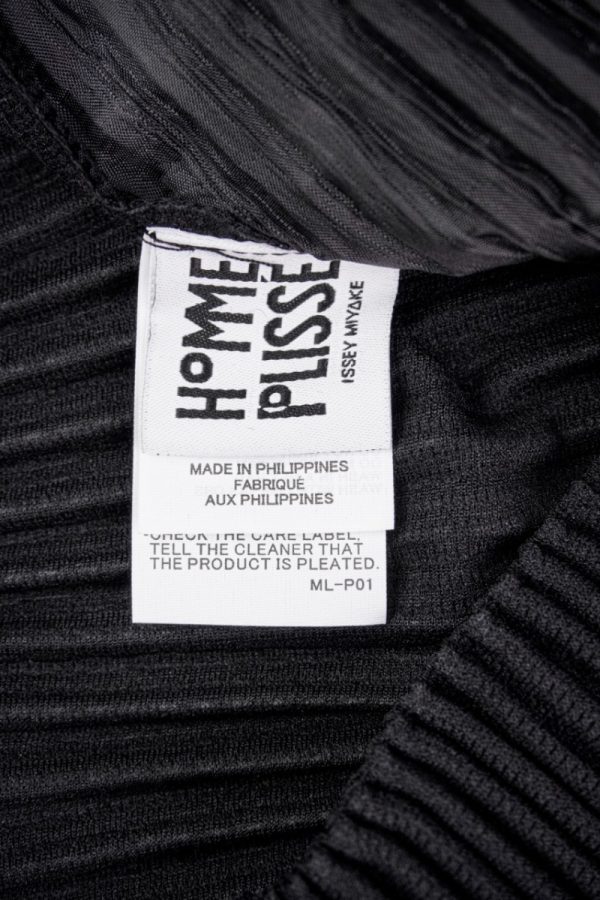 HOMME
PLISSÉ
ISSEY MIYAKE
MADE IN PHILIPPINES
FABRIQUÉ
AUX PHILIPPINES
·CHECK THE CARE LABEL,
TELL THE CLEANER THAT
THE PRODUCT IS PLEATED.
ML-P01